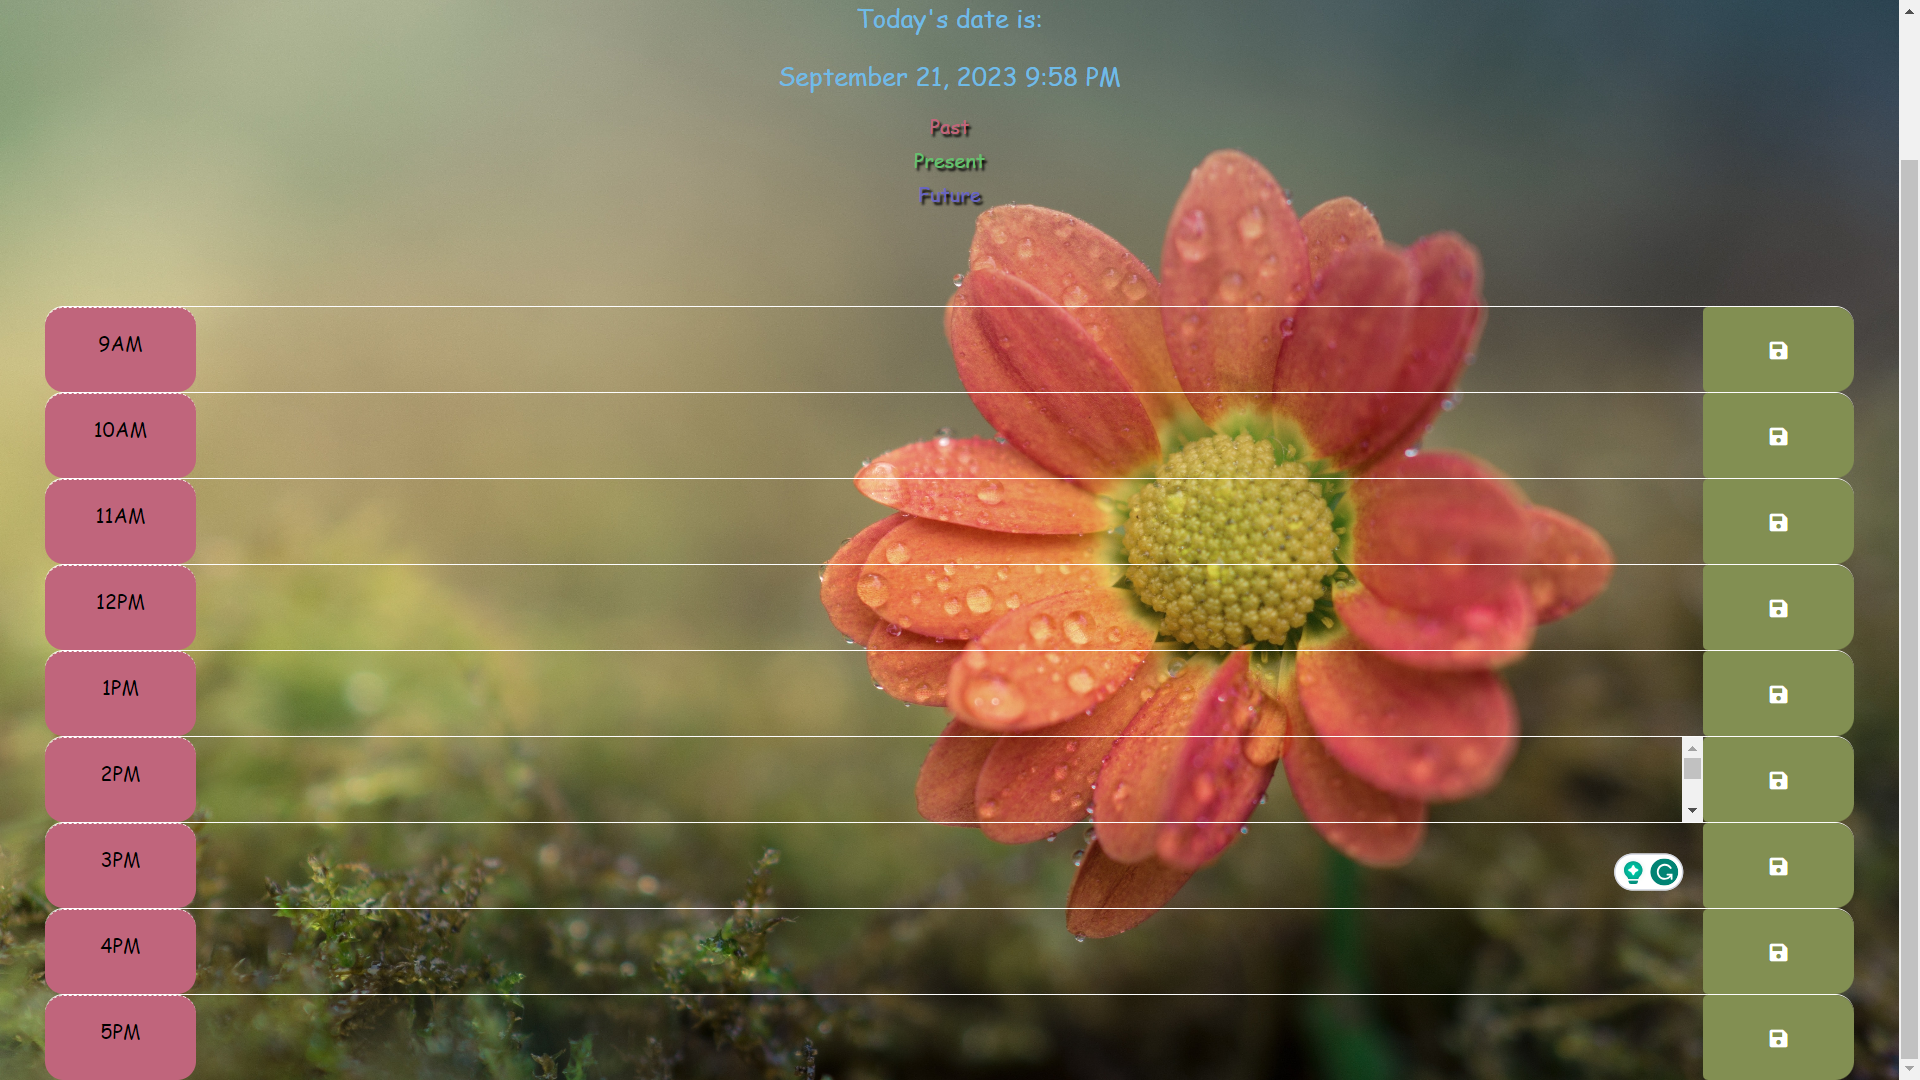 Today's date is:
September 21, 2023 9:58 PM
Past
Present
Future
9AM
10AM
11AM
12PM
1PM
2PM
3PM
4PM
5PM